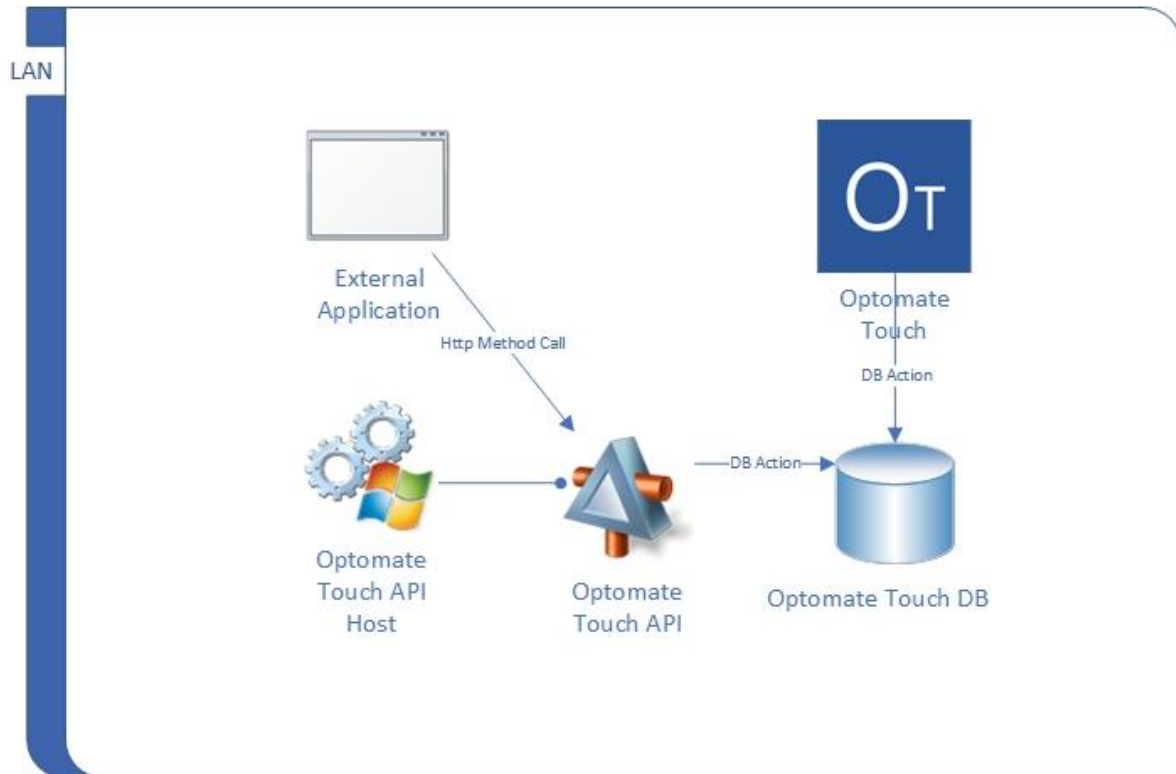 LAN
OT
External
Application
Optomate
Touch
Http Method Call
DB Action
DB Action
Optomate
Touch API
Host
Optomate
Touch API
Optomate Touch DB